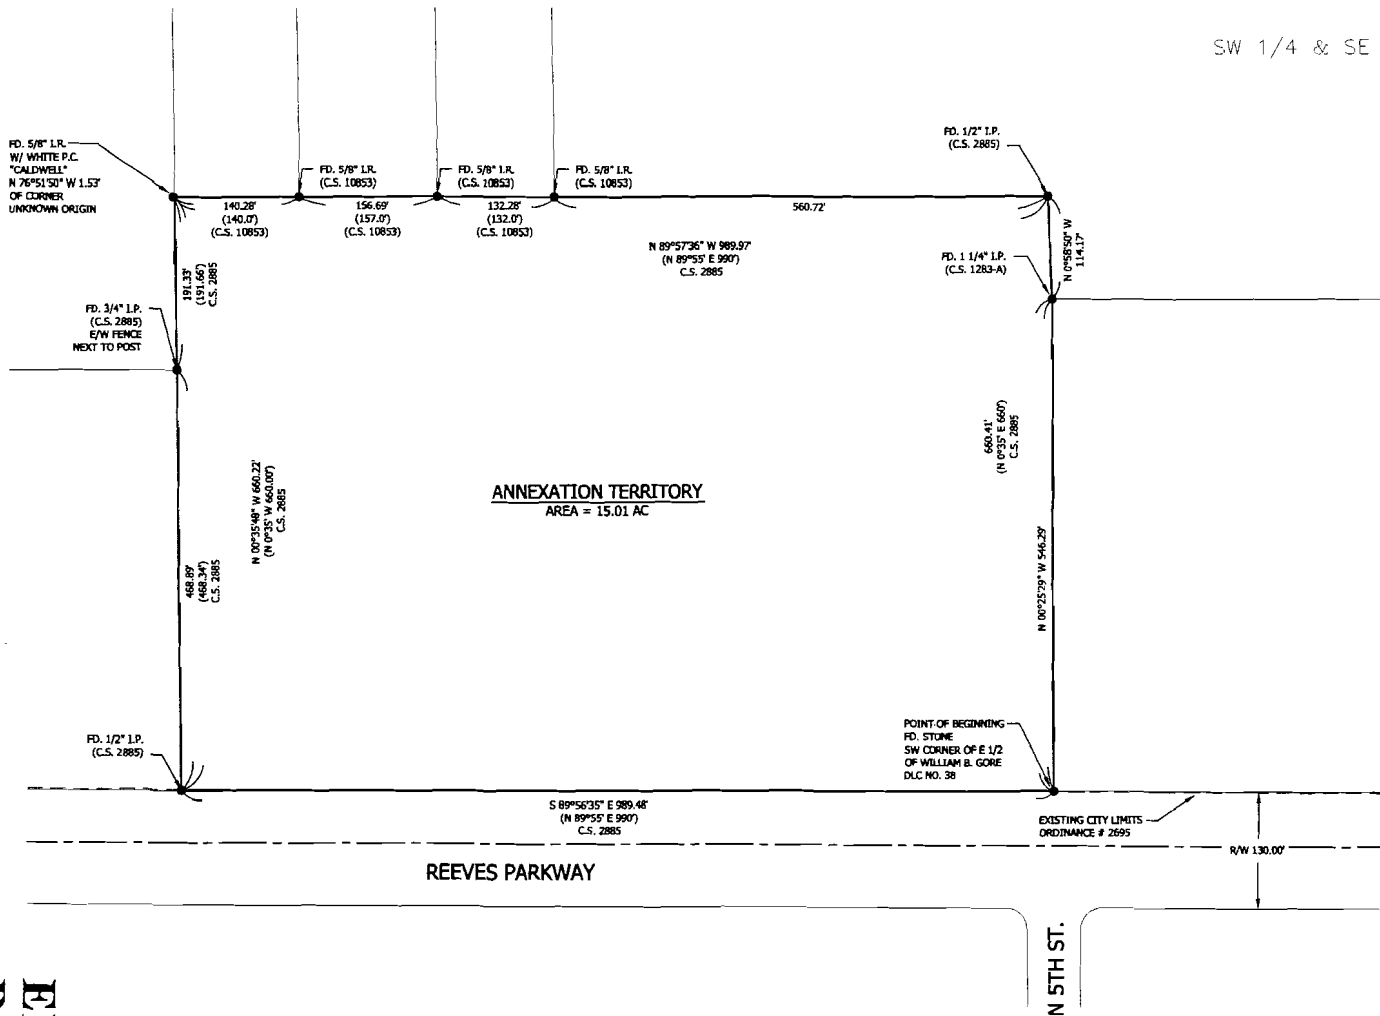 SW 1/4 & SE
FD. 5/8" I.R.
W/ WHITE P.C.
"CALDWELL"
N 76°51'50" W 1.53'
OF CORNER
UNKNOWN ORIGIN
FD. 5/8" I.R.
(C.S. 10853)
FD. 5/8" I.R.
(C.S. 10853)
FD. 5/8" I.R.
(C.S. 10853)
FD. 1/2" I.P.
(C.S. 2885)
140.28'
(140.0')
(C.S. 10853)
156.69'
(157.0')
(C.S. 10853)
132.28'
(132.0')
(C.S. 10853)
560.72'
N 89°57'36" W 989.97'
(N 89°55' E 990')
C.S. 2885
FD. 1 1/4" I.P.
(C.S. 1283-A)
N 0°58'50" W
114.17'
191.33'
(191.66')
C.S. 2885
FD. 3/4" I.P.
(C.S. 2885)
E/W FENCE
NEXT TO POST
N 00°35'48" W 660.22'
(N 0°35' W 660.00')
C.S. 2885
468.89'
(468.34')
C.S. 2885
ANNEXATION TERRITORY
AREA = 15.01 AC
660.41'
(N 0°35' E 660')
C.S. 2885
N 00°25'29" W 546.29'
FD. 1/2" I.P.
(C.S. 2885)
POINT OF BEGINNING
FD. STONE
SW CORNER OF E 1/2
OF WILLIAM B. GORE
DLC NO. 38
S 89°56'35" E 989.48'
(N 89°55' E 990')
C.S. 2885
EXISTING CITY LIMITS
ORDINANCE # 2695
R/W 130.00'
REEVES PARKWAY
N 5TH ST.
E